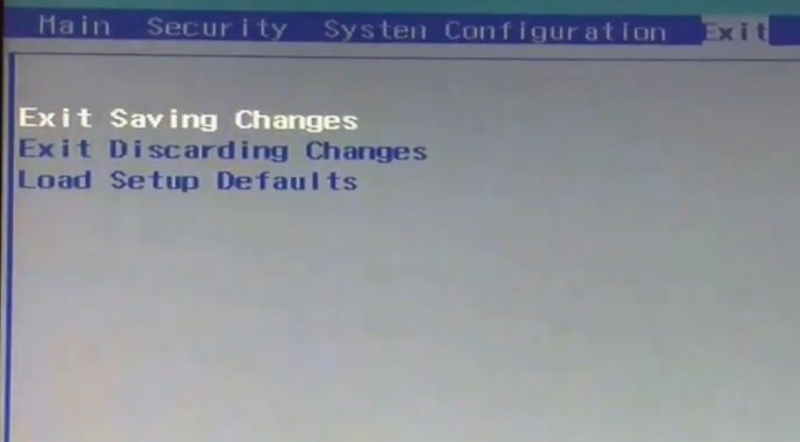 Main Security System Configuration Exit
Exit Saving Changes
Exit Discarding Changes
Load Setup Defaults